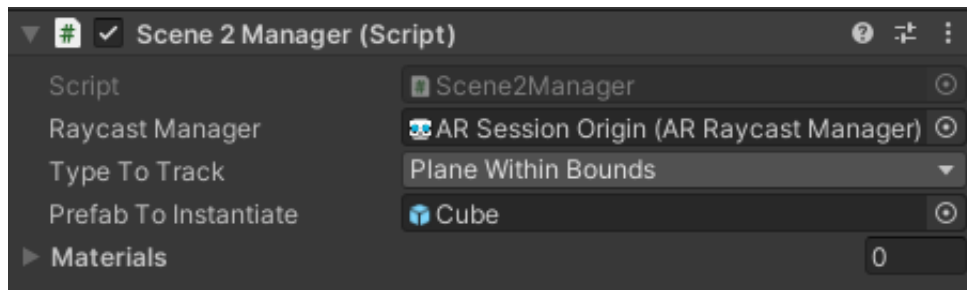 Scene 2 Manager (Script)
Script Scene2Manager
Raycast Manager AR Session Origin (AR Raycast Manager)
Type To Track Plane Within Bounds
Prefab To Instantiate Cube
Materials 0